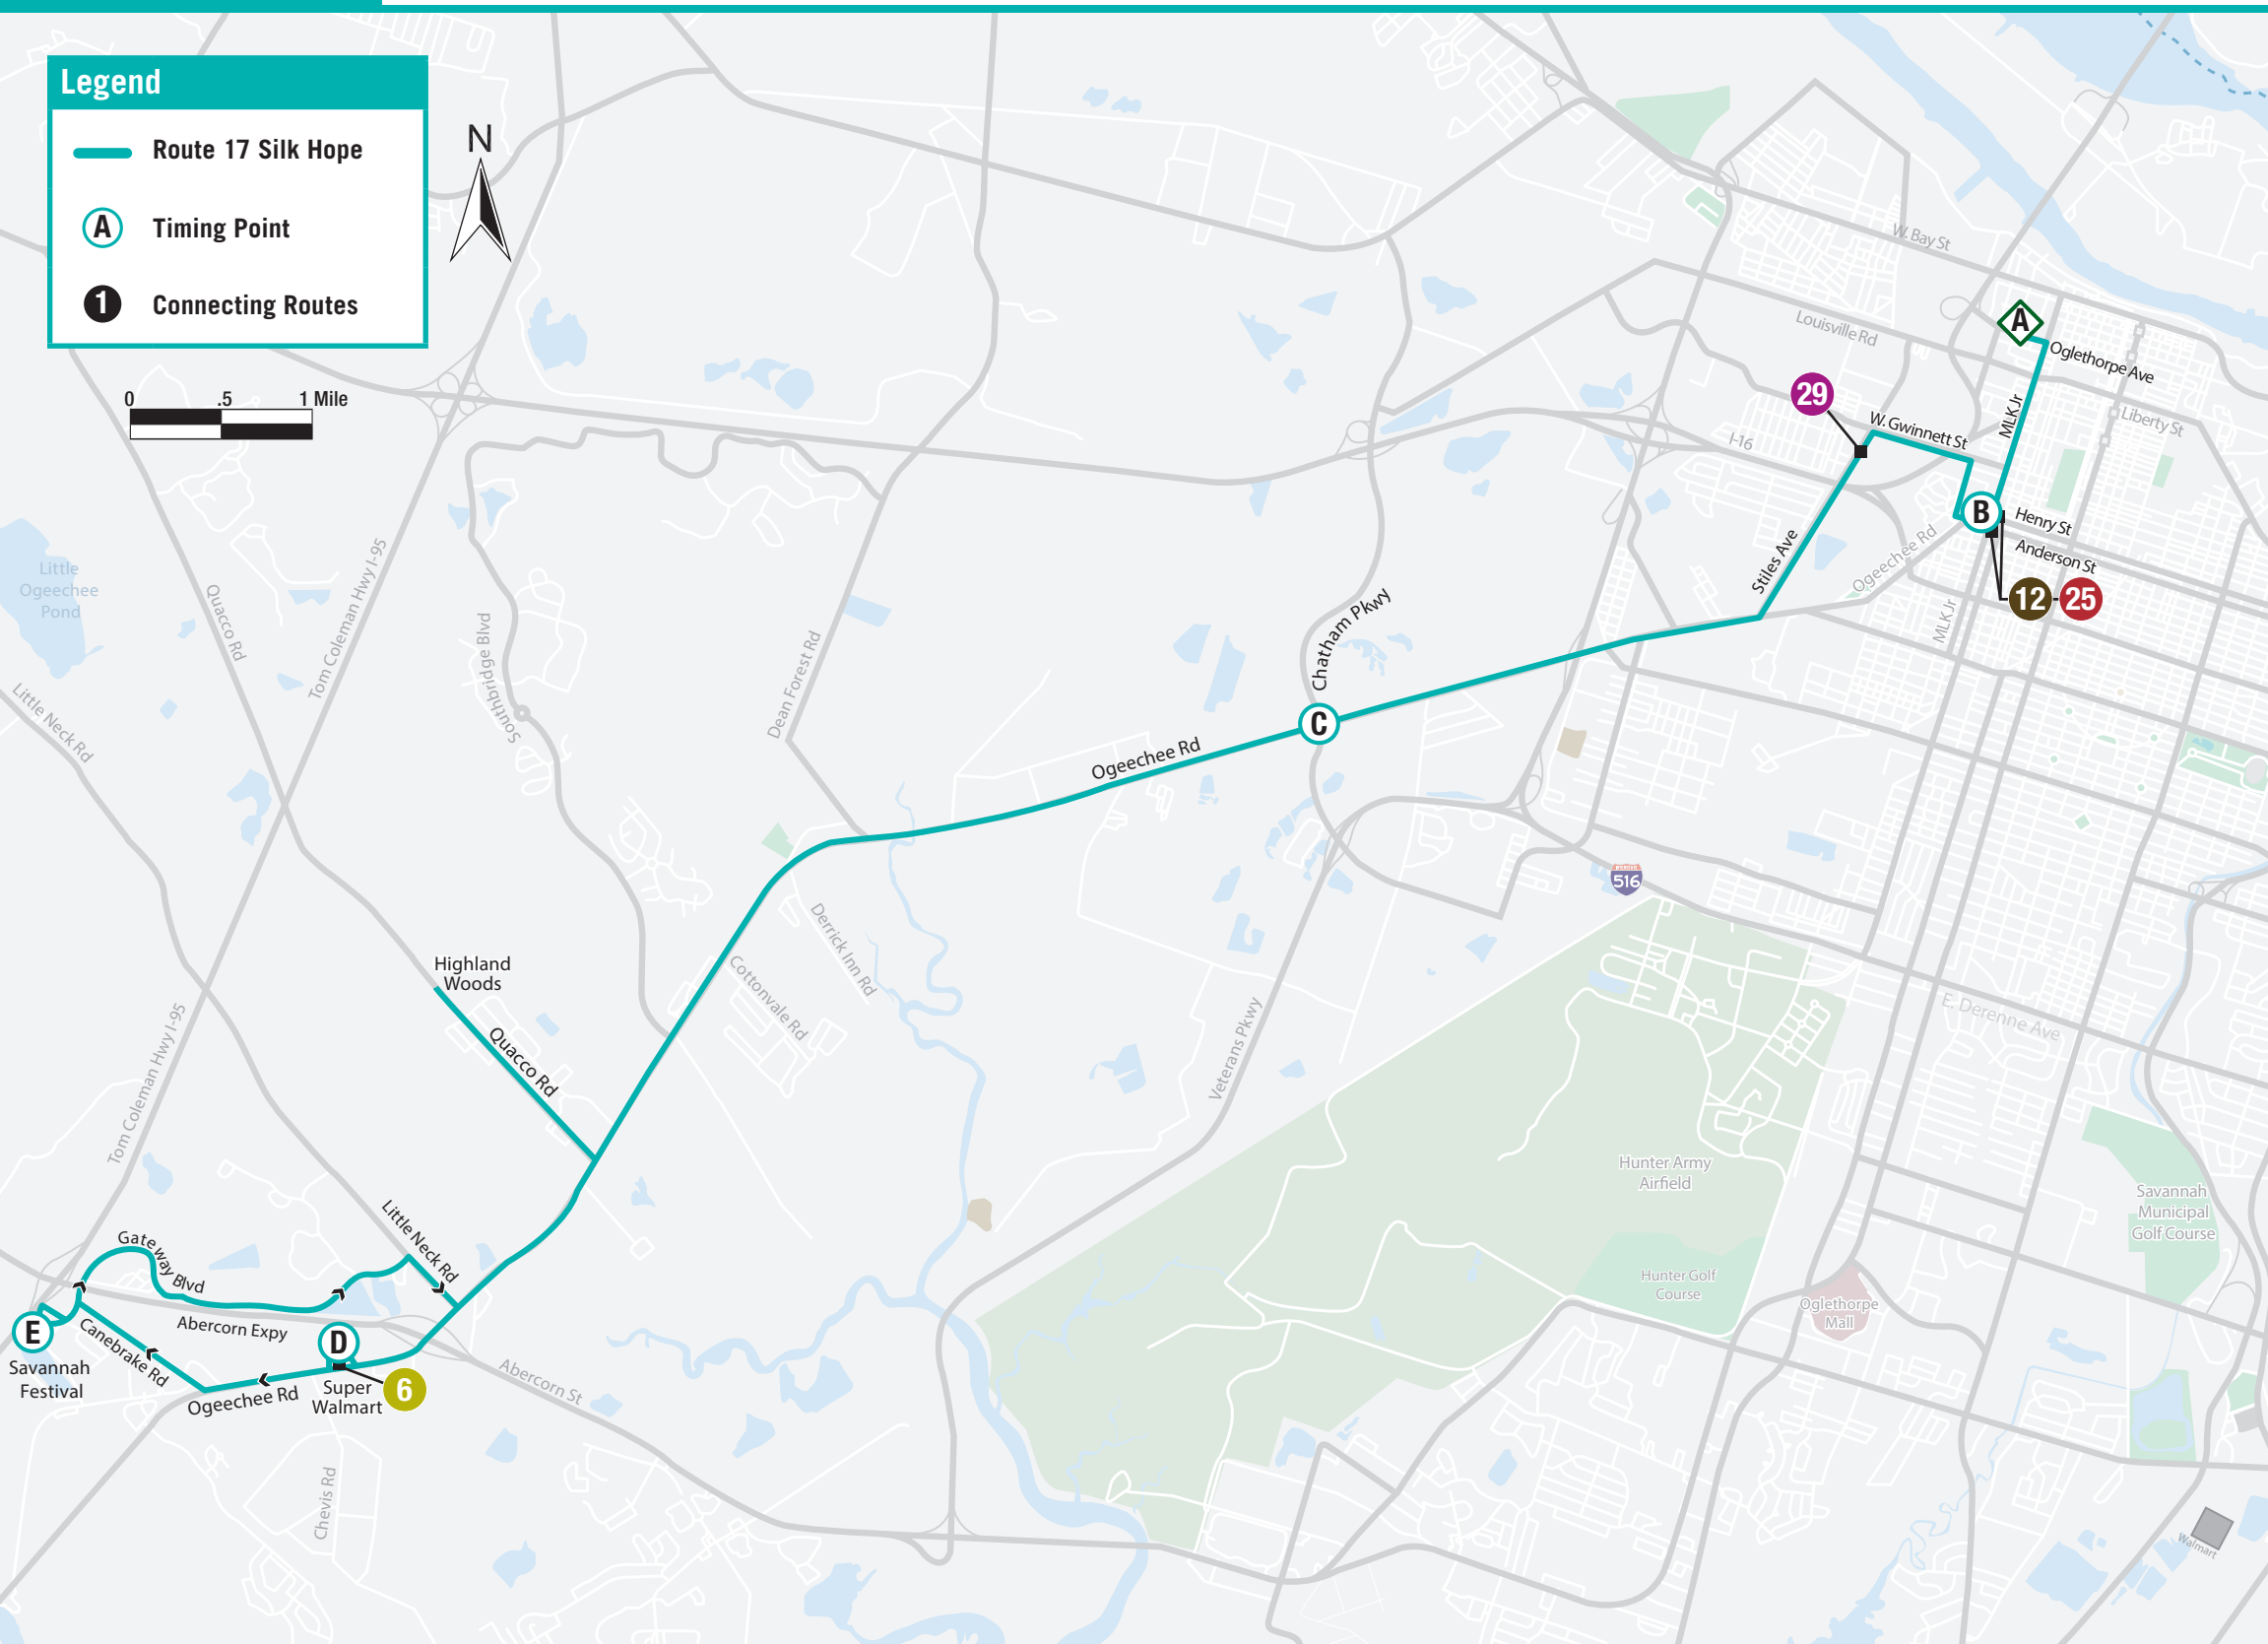 Legend
Route 17 Silk Hope
A
Timing Point
1
Connecting Routes
N
0 .5 1 Mile
W. Bay St
Louisville Rd
A
Oglethorpe Ave
MLK Jr
Liberty St
29
W. Gwinnett St
I-16
B
Henry St
Anderson St
Stiles Ave
Ogeechee Rd
12
25
MLK Jr
Little
Ogeechee
Pond
Quacco Rd
Tom Coleman Hwy I-95
Southbridge Blvd
Dean Forest Rd
Chatham Pkwy
C
Ogeechee Rd
Little Neck Rd
516
Derrick Inn Rd
Cottonvale Rd
Highland
Woods
Quacco Rd
Veterans Pkwy
E. Derenne Ave
Tom Coleman Hwy I-95
Hunter Army
Airfield
Savannah
Municipal
Golf Course
Little Neck Rd
Gateway Blvd
Hunter Golf
Course
Oglethorpe
Mall
E
Savannah
Festival
Canebrake Rd
Abercorn Expy
D
Super
Walmart
6
Ogeechee Rd
Abercorn St
Chevis Rd
Walmart